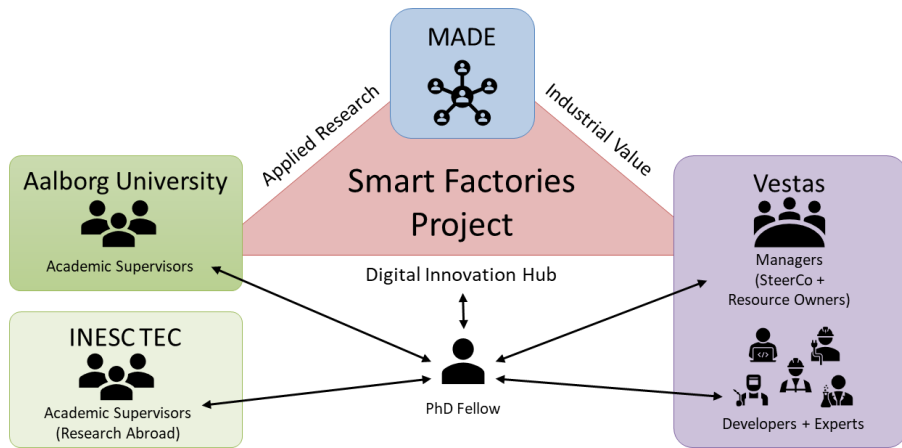 MADE
Applied Research
Industrial Value
Smart Factories
Project
Aalborg University
Academic Supervisors
Vestas
Managers
(SteerCo +
Resource Owners)
Digital Innovation Hub
INESC TEC
Academic Supervisors
(Research Abroad)
PhD Fellow
</>
Developers + Experts